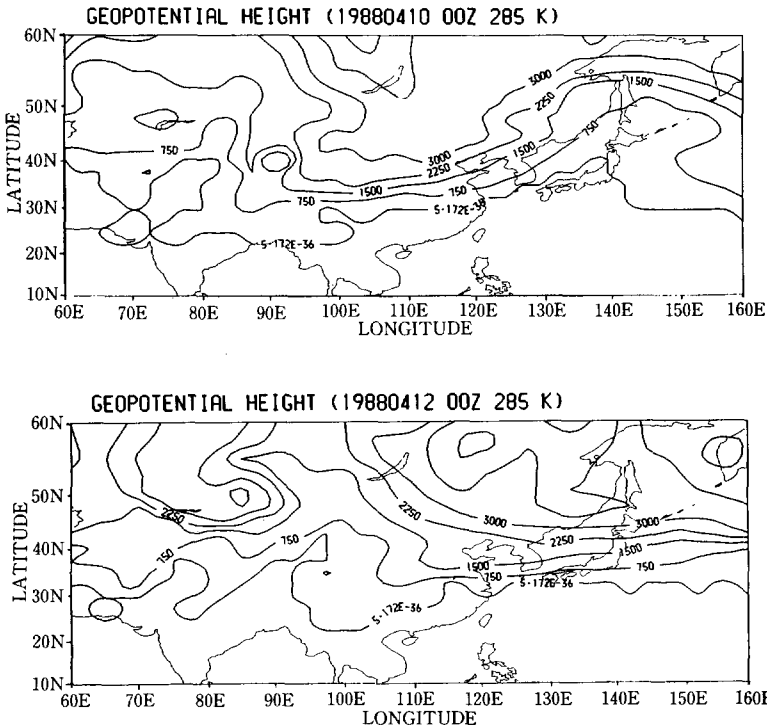 GEOPOTENTIAL HEIGHT (19880410 00Z 285 K)
60N
50N
40N
30N
20N
10N
LATITUDE
3000
2250
1500
750
750
3000
2250
1500
1500
750
750
5.172E-36
5.172E-36
60E 70E 80E 90E 100E 110E 120E 130E 140E 150E 160E
LONGITUDE
GEOPOTENTIAL HEIGHT (19880412 00Z 285 K)
60N
50N
40N
30N
20N
10N
LATITUDE
2250
3000
3000
2250
750
750
1500
1500
750
750
5.172E-36
5.172E-36
60E 70E 80E 90E 100E 110E 120E 130E 140E 150E 160E
LONGITUDE